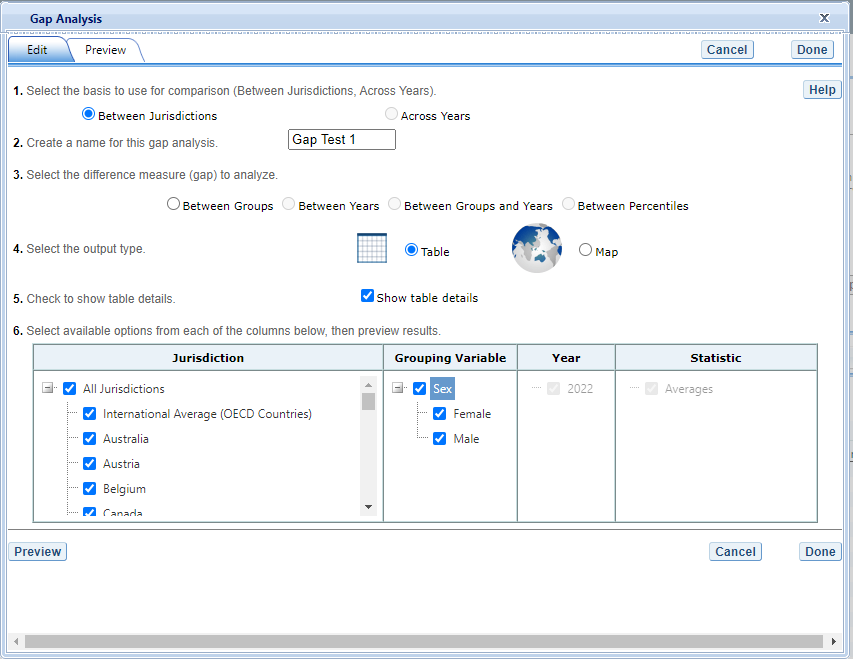 Gap Analysis X
Edit Preview Cancel Done
1. Select the basis to use for comparison (Between Jurisdictions, Across Years). Help
Between Jurisdictions Across Years
2. Create a name for this gap analysis. Gap Test 1
3. Select the difference measure (gap) to analyze.
Between Groups Between Years Between Groups and Years Between Percentiles
4. Select the output type. Table Map
5. Check to show table details. Show table details
6. Select available options from each of the columns below, then preview results.
Jurisdiction Grouping Variable Year Statistic
All Jurisdictions Sex 2022 Averages
International Average (OECD Countries) Female
Australia Male
Austria
Belgium
Canada
Preview Cancel Done